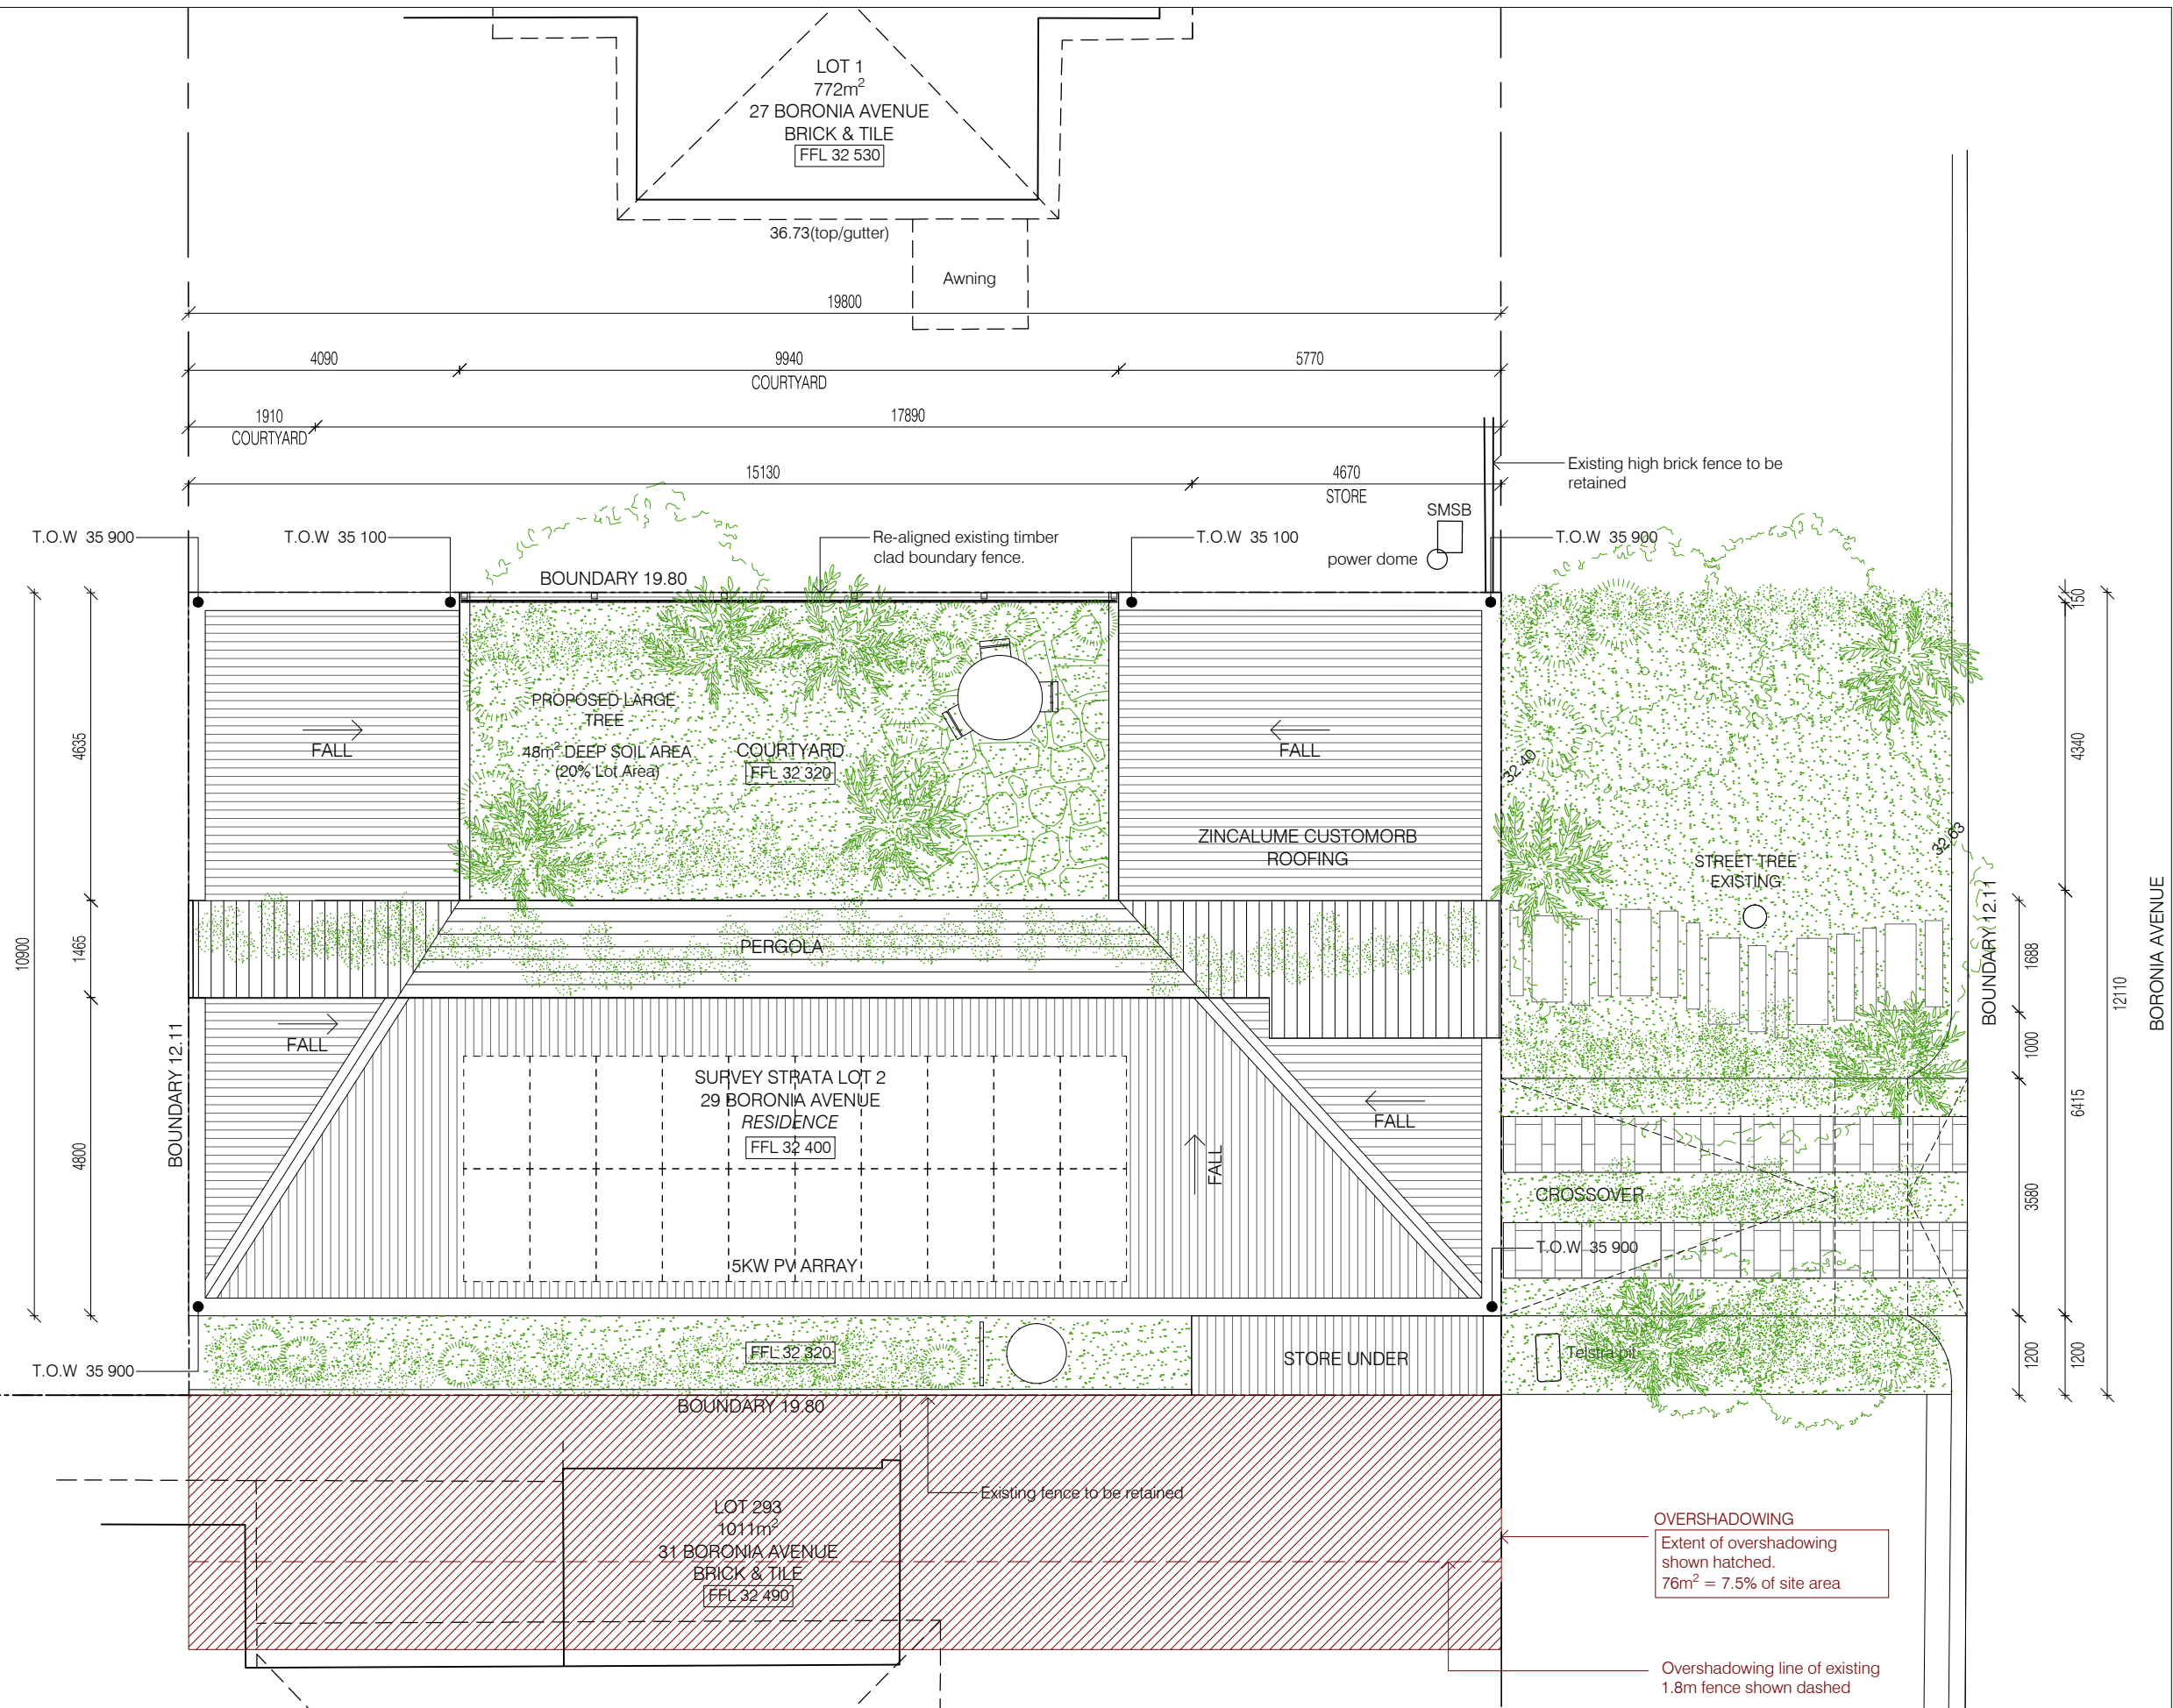 LOT 1
772m²
27 BORONIA AVENUE
BRICK & TILE
FFL 32 530
36.73(top/gutter)
Awning
19800
4090
9940
5770
COURTYARD
1910
17890
COURTYARD
15130
4670
STORE
Existing high brick fence to be
retained
SMSB
power dome
T.O.W 35 900
T.O.W 35 100
Re-aligned existing timber
clad boundary fence.
T.O.W 35 100
T.O.W 35 900
BOUNDARY 19.80
PROPOSED LARGE
TREE
48m² DEEP SOIL AREA
(20% Lot Area)
COURTYARD
FFL 32 320
FALL
FALL
ZINCALUME CUSTOMORB
ROOFING
32.40
32.63
STREET TREE
EXISTING
PERGOLA
10900
4635
1465
4800
BOUNDARY 12.11
FALL
SURVEY STRATA LOT 2
29 BORONIA AVENUE
RESIDENCE
FFL 32 400
5KW PV ARRAY
FALL
FALL
CROSSOVER
T.O.W 35 900
BOUNDARY 12.11
150
4340
1688
1000
6415
3580
1200
1200
12110
BORONIA AVENUE
T.O.W 35 900
FFL 32 320
STORE UNDER
Telstra pit
BOUNDARY 19.80
Existing fence to be retained
LOT 293
1011m²
31 BORONIA AVENUE
BRICK & TILE
FFL 32 490
OVERSHADOWING
Extent of overshadowing
shown hatched.
76m² = 7.5% of site area
Overshadowing line of existing
1.8m fence shown dashed